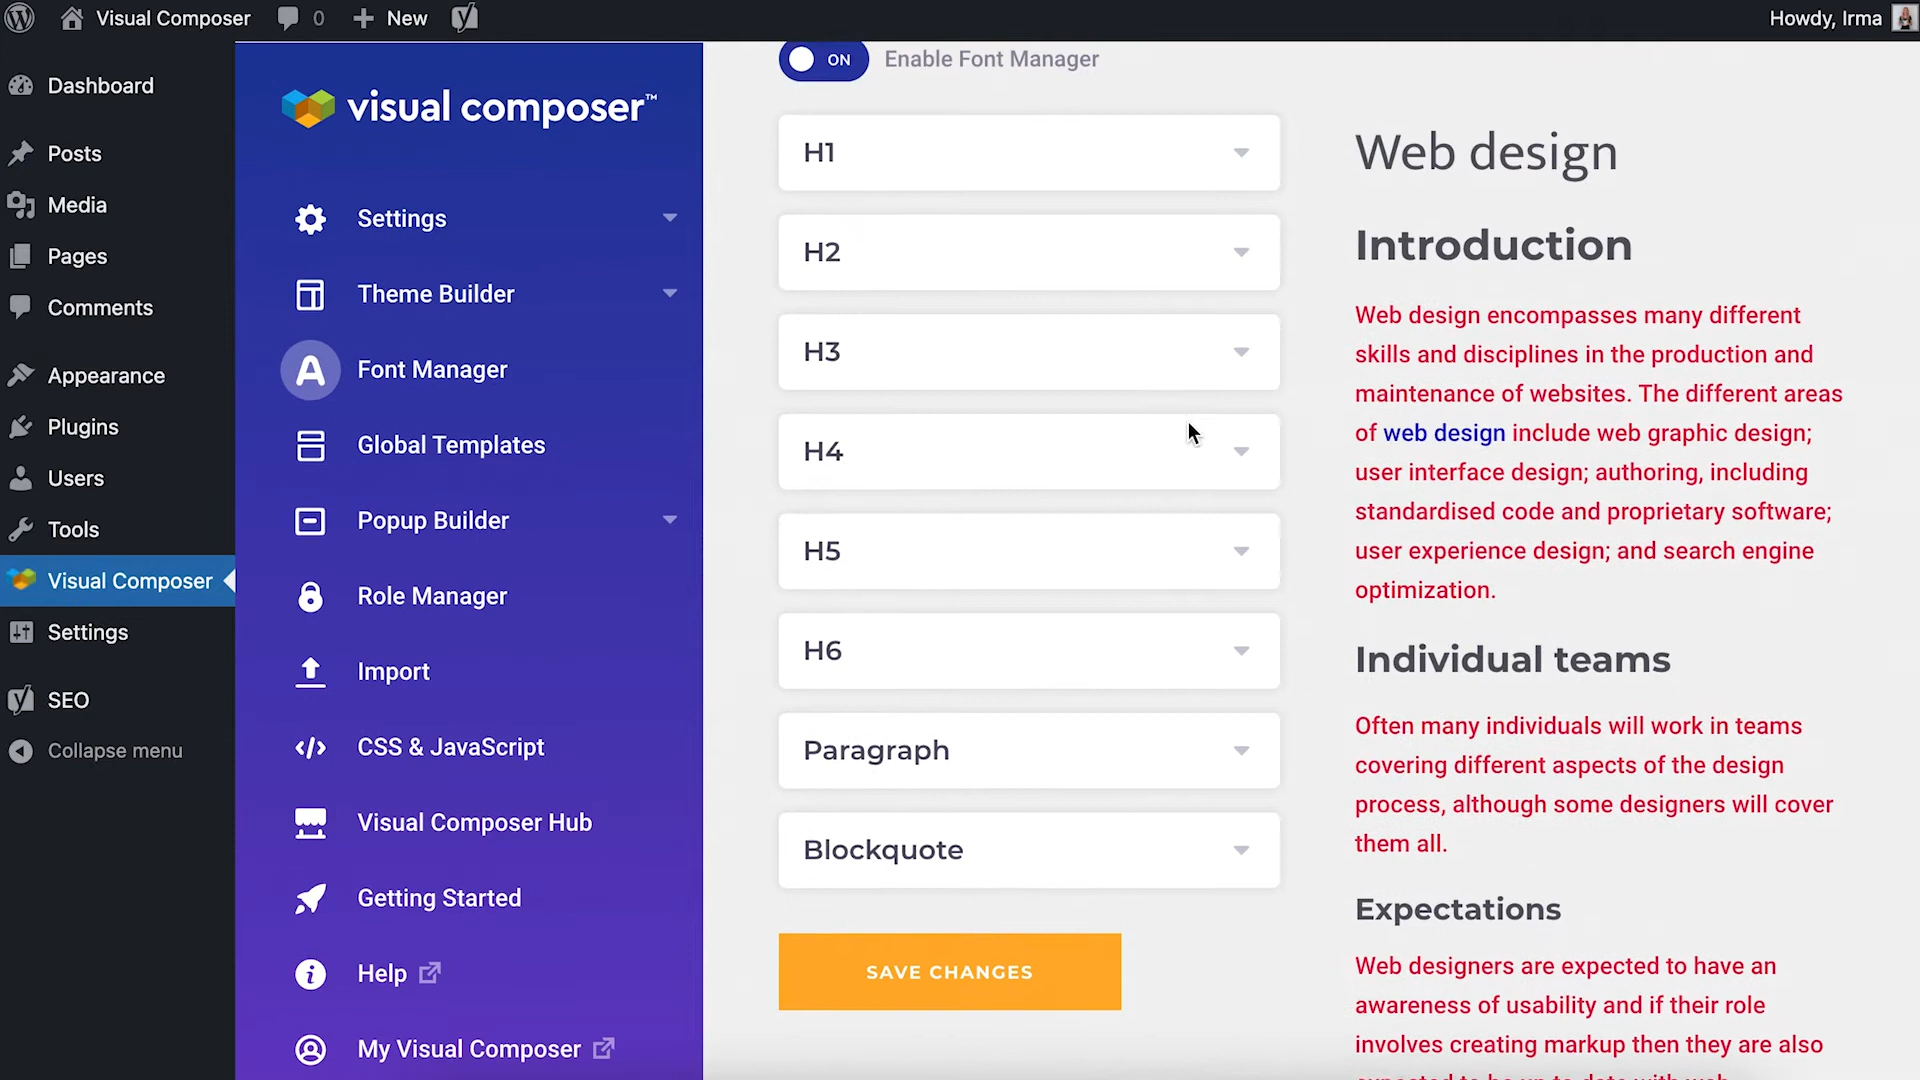 Visual Composer
0
New
Howdy, Irma
Dashboard
Posts
Media
Pages
Comments
Appearance
Plugins
Users
Tools
Visual Composer
Settings
SEO
Collapse menu
visual composer™
Settings
Theme Builder
Font Manager
Global Templates
Popup Builder
Role Manager
Import
CSS & JavaScript
Visual Composer Hub
Getting Started
Help
My Visual Composer
ON
Enable Font Manager
H1
H2
H3
H4
H5
H6
Paragraph
Blockquote
SAVE CHANGES
Web design
Introduction
Web design encompasses many different
skills and disciplines in the production and
maintenance of websites. The different areas
of web design include web graphic design;
user interface design; authoring, including
standardised code and proprietary software;
user experience design; and search engine
optimization.
Individual teams
Often many individuals will work in teams
covering different aspects of the design
process, although some designers will cover
them all.
Expectations
Web designers are expected to have an
awareness of usability and if their role
involves creating markup then they are also